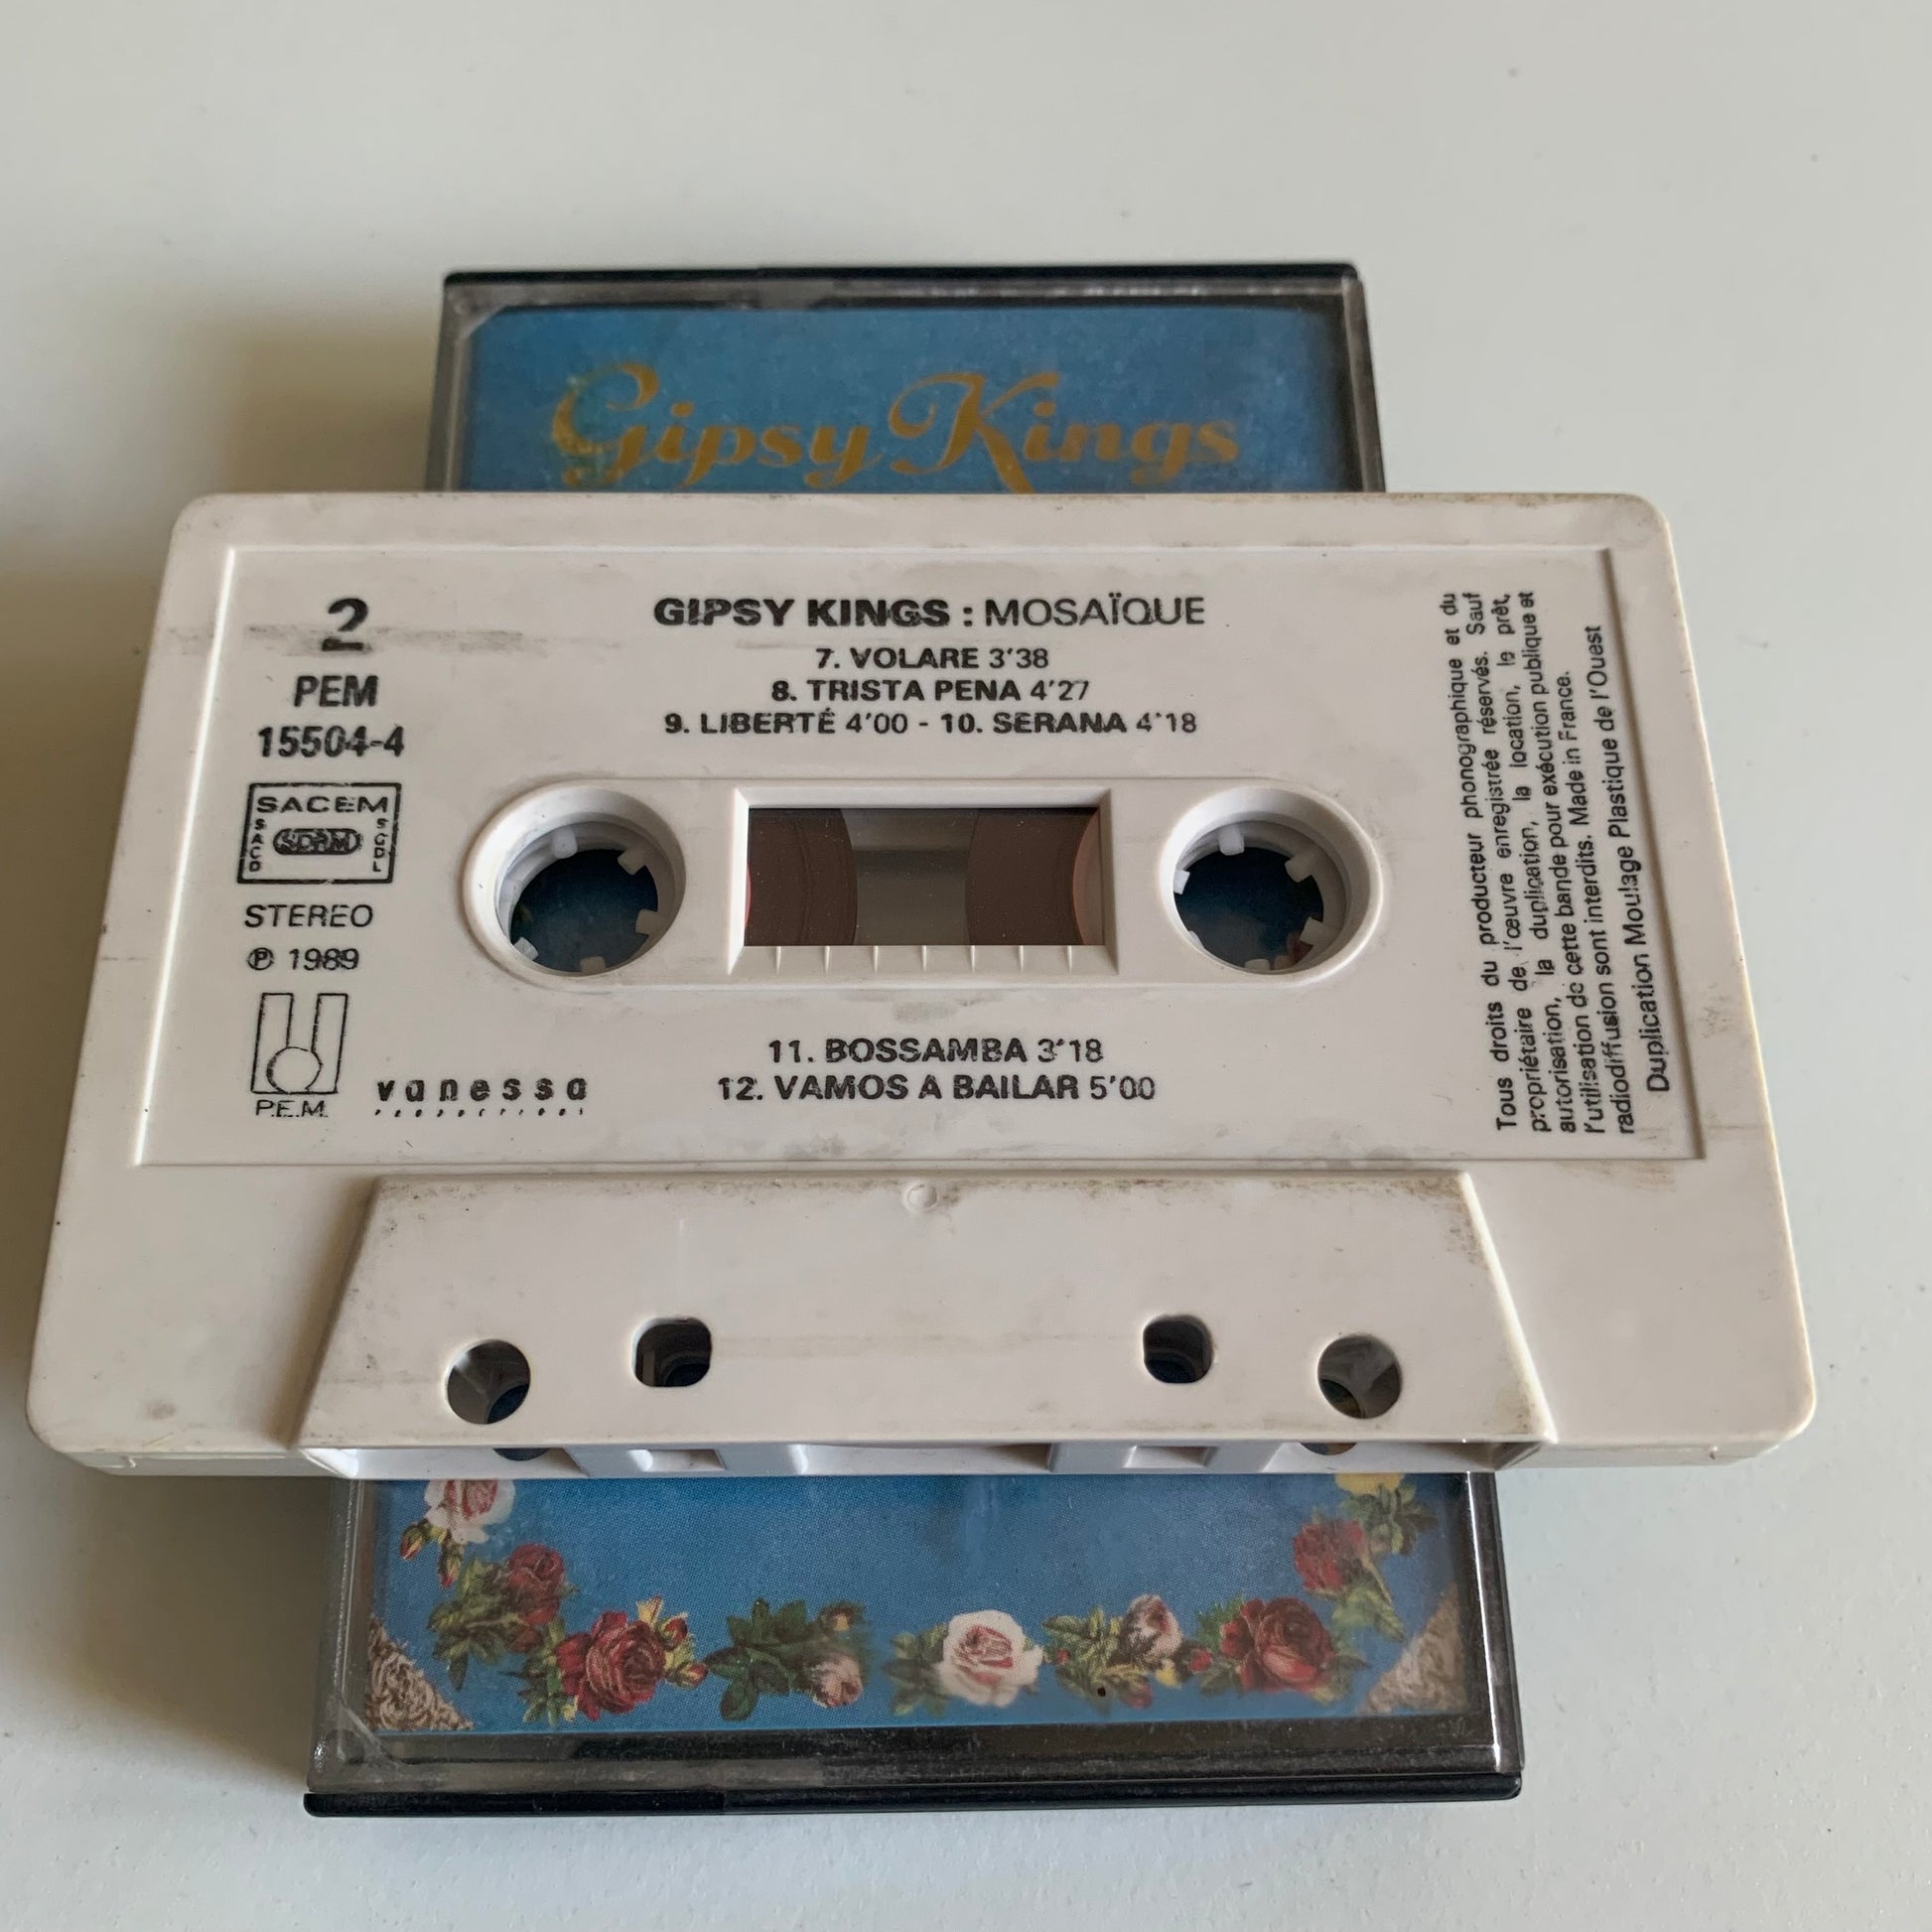 Gipsy Kings
2
PEM
15504-4
SACEM
SACD
SDRM
SGDL
STEREO
℗ 1989
P.E.M.
vanessa
GIPSY KINGS : MOSAÏQUE
7. VOLARE 3'38
8. TRISTA PENA 4'27
9. LIBERTÉ 4'00 - 10. SERANA 4'18
11. BOSSAMBA 3'18
12. VAMOS A BAILAR 5'00
Tous droits du producteur phonographique et du
propriétaire de l'œuvre enregistrée réservés. Sauf
autorisation, la duplication, la location, le prêt,
l'utilisation de cette bande pour exécution publique et
radiodiffusion sont interdits. Made in France.
Duplication Moulage Plastique de l'Ouest